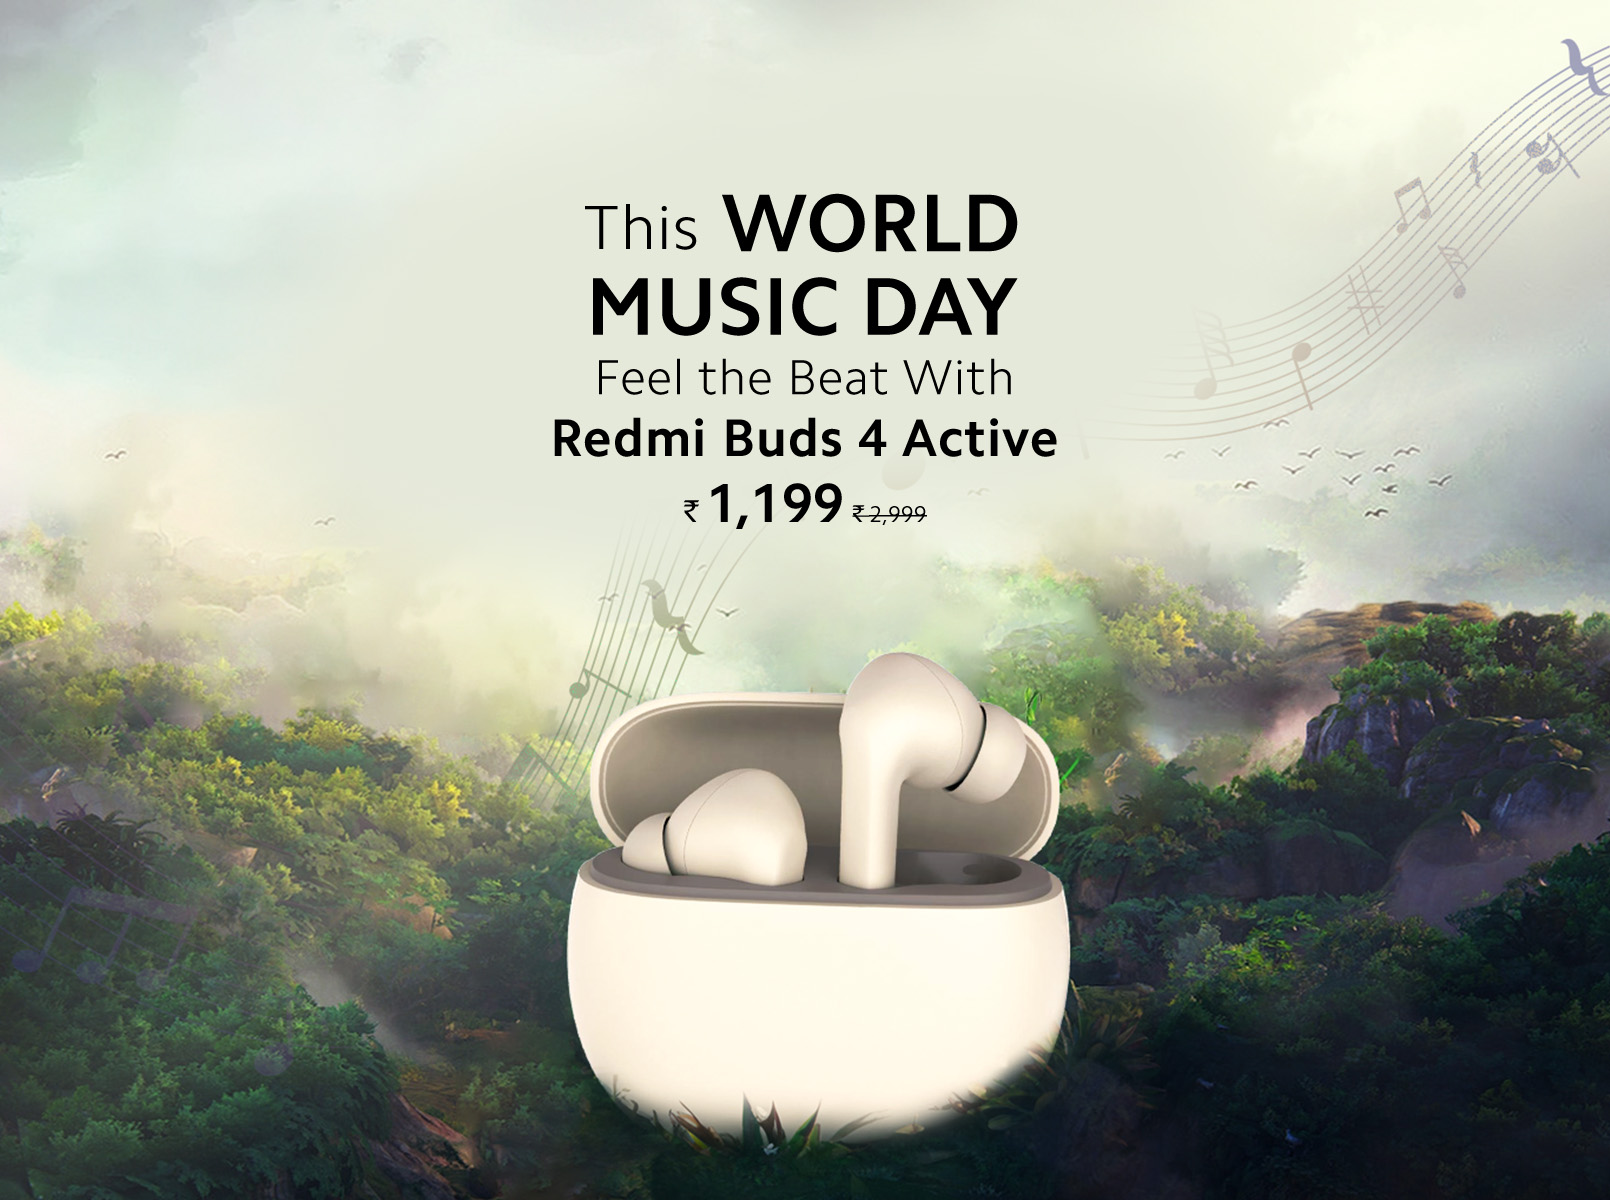 This WORLD
MUSIC DAY
Feel the Beat With
Redmi Buds 4 Active
₹ 1,199 ₹ 2,999